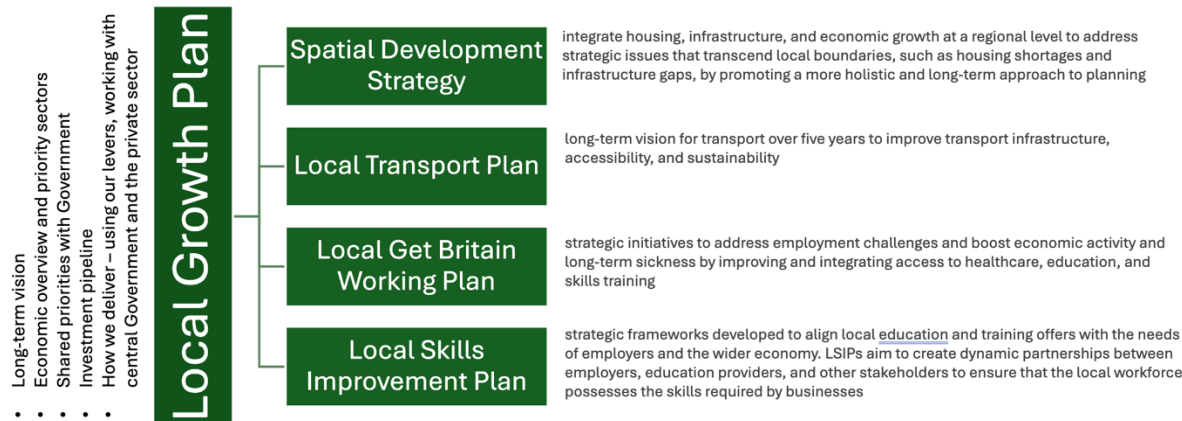 Long-term vision
Economic overview and priority sectors
Shared priorities with Government
Investment pipeline
How we deliver – using our levers, working with
central Government and the private sector
Local Growth Plan
Spatial Development
Strategy
integrate housing, infrastructure, and economic growth at a regional level to address
strategic issues that transcend local boundaries, such as housing shortages and
infrastructure gaps, by promoting a more holistic and long-term approach to planning
Local Transport Plan
long-term vision for transport over five years to improve transport infrastructure,
accessibility, and sustainability
Local Get Britain
Working Plan
strategic initiatives to address employment challenges and boost economic activity and
long-term sickness by improving and integrating access to healthcare, education, and
skills training
Local Skills
Improvement Plan
strategic frameworks developed to align local education and training offers with the needs
of employers and the wider economy. LSIPs aim to create dynamic partnerships between
employers, education providers, and other stakeholders to ensure that the local workforce
possesses the skills required by businesses